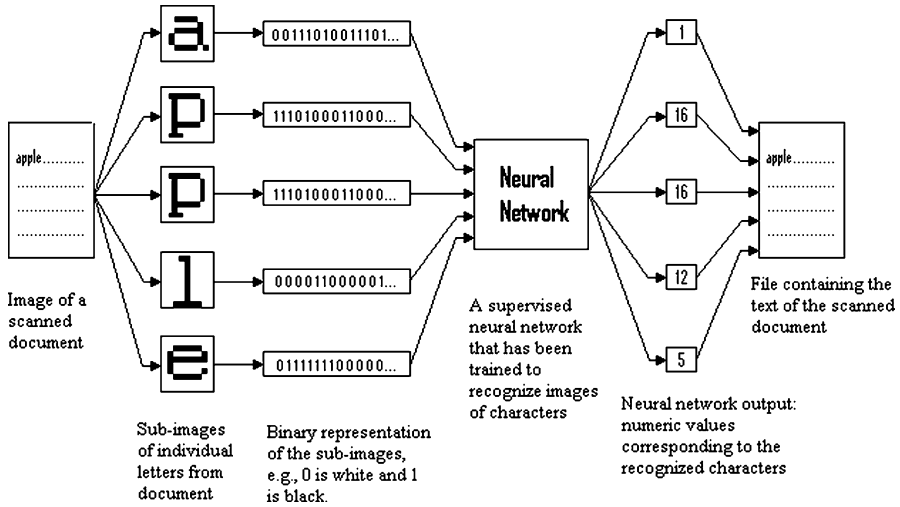 apple..........
..................
..................
..................
Image of a
scanned
document
a
p
p
l
e
Sub-images
of individual
letters from
document
00111010011101...
1110100011000...
1110100011000...
0000011000001...
0111111100000...
Binary representation
of the sub-images,
e.g., 0 is white and 1
is black.
Neural
Network
A supervised
neural network
that has been
trained to
recognize images
of characters
1
16
16
12
5
Neural network output:
numeric values
corresponding to the
recognized characters
apple..........
..................
..................
..................
File containing the
text of the scanned
document